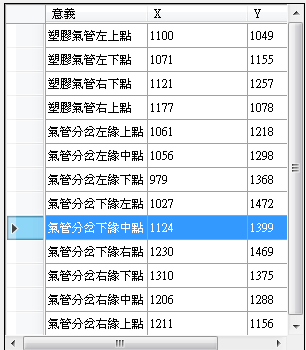 意義 X Y
塑膠氣管左上點 1100 1049
塑膠氣管左下點 1071 1155
塑膠氣管右下點 1121 1257
塑膠氣管右上點 1177 1078
氣管分岔左緣上點 1061 1218
氣管分岔左緣中點 1056 1298
氣管分岔左緣下點 979 1368
氣管分岔下緣左點 1027 1472
氣管分岔下緣中點 1124 1399
氣管分岔下緣右點 1230 1469
氣管分岔右緣下點 1310 1375
氣管分岔右緣中點 1206 1288
氣管分岔右緣上點 1211 1156